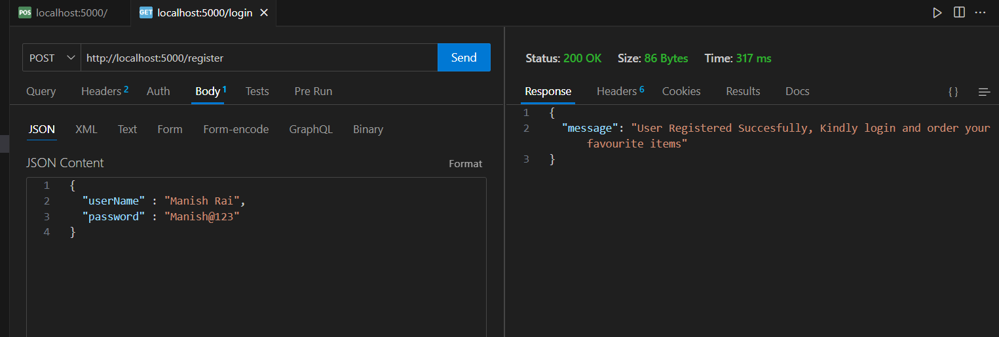 POS localhost:5000/ GET localhost:5000/login
POST http://localhost:5000/register Send
Query Headers 2 Auth Body 1 Tests Pre Run
JSON XML Text Form Form-encode GraphQL Binary
JSON Content Format
1 {
2 "userName" : "Manish Rai",
3 "password" : "Manish@123"
4 }
Status: 200 OK Size: 86 Bytes Time: 317 ms
Response Headers 6 Cookies Results Docs { }
1 {
2 "message": "User Registered Succesfully, Kindly login and order your
favourite items"
3 }